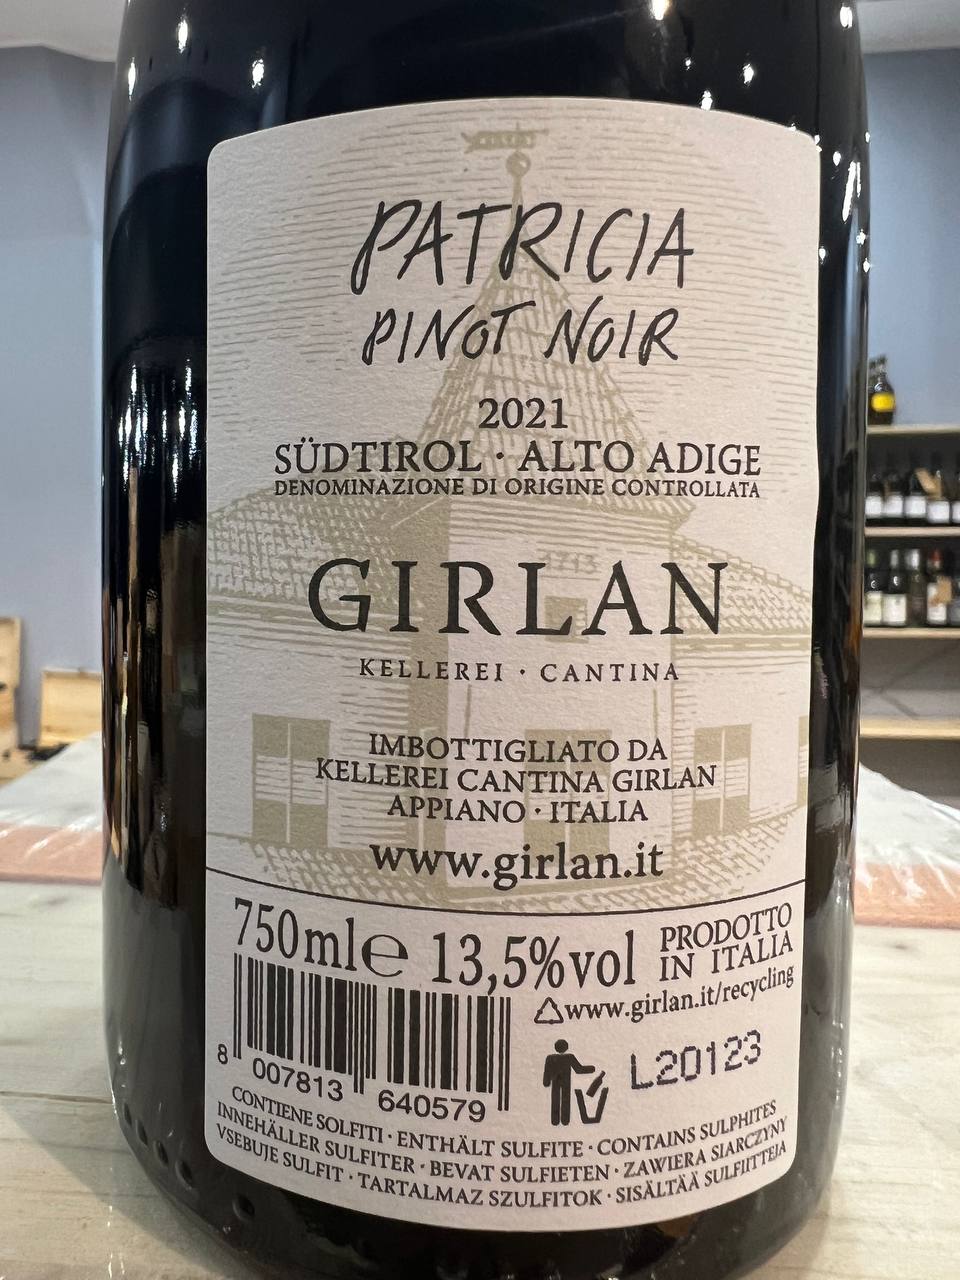 PATRICIA
PINOT NOIR
2021
SÜDTIROL · ALTO ADIGE
DENOMINAZIONE DI ORIGINE CONTROLLATA
1713
GIRLAN
KELLEREI · CANTINA
IMBOTTIGLIATO DA
KELLEREI CANTINA GIRLAN
APPIANO · ITALIA
www.girlan.it
750ml℮ 13,5%vol
PRODOTTO
IN ITALIA
www.girlan.it/recycling
L20123
8 007813 640579
CONTIENE SOLFITI · ENTHÄLT SULFITE · CONTAINS SULPHITES
INNEHÅLLER SULFITER · BEVAT SULFIETEN · ZAWIERA SIARCZYNY
VSEBUJE SULFIT · TARTALMAZ SZULFITOK · SISÄLTÄÄ SULFIITTEJA